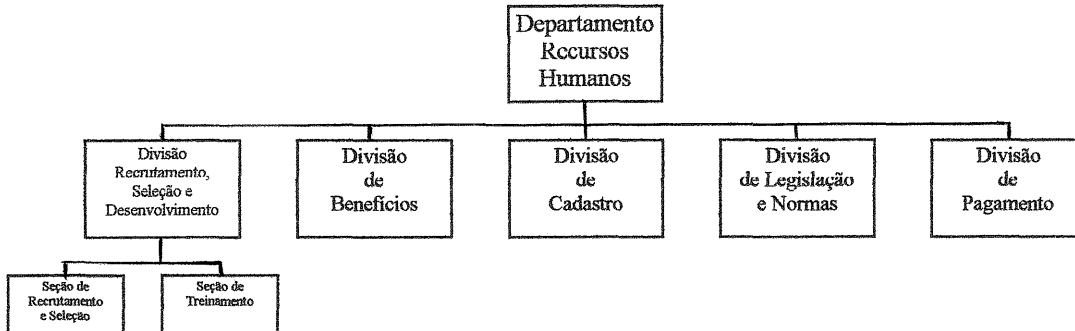 Departamento
Recursos
Humanos
Divisão
Recrutamento,
Seleção e
Desenvolvimento
Divisão
de
Benefícios
Divisão
de
Cadastro
Divisão
de Legislação
e Normas
Divisão
de
Pagamento
Seção de
Recrutamento
e Seleção
Seção de
Treinamento